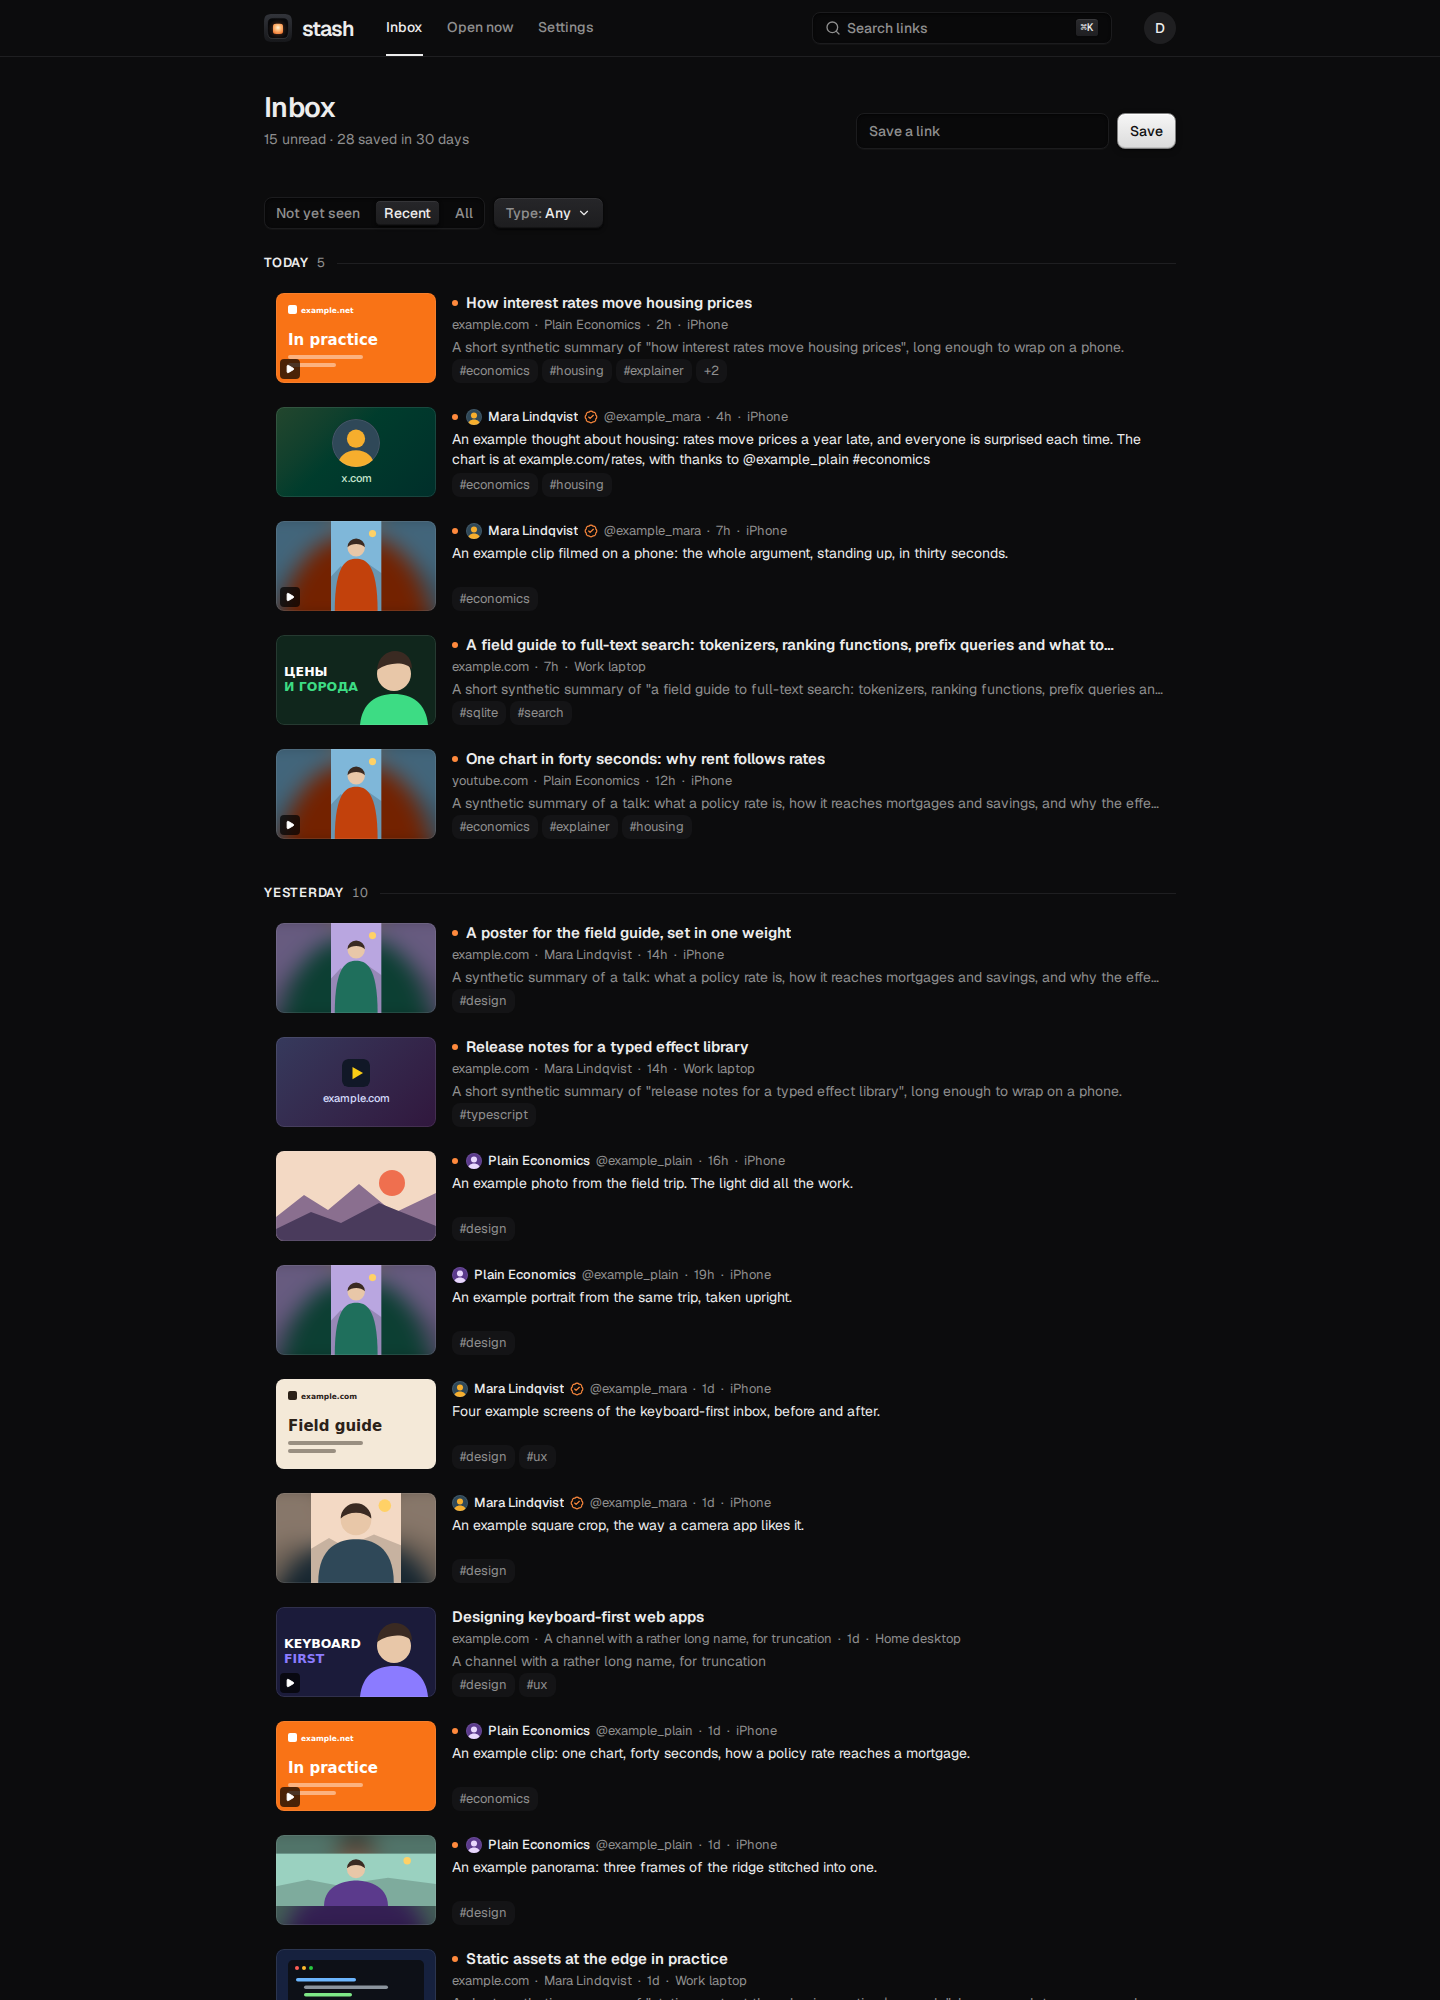 stash Inbox Open now Settings Search links ⌘K D
Inbox
15 unread · 28 saved in 30 days
Save a link Save
Not yet seen Recent All Type: Any
TODAY 5
example.net
In practice
How interest rates move housing prices
example.com · Plain Economics · 2h · iPhone
A short synthetic summary of "how interest rates move housing prices", long enough to wrap on a phone.
#economics #housing #explainer +2
x.com
Mara Lindqvist @example_mara · 4h · iPhone
An example thought about housing: rates move prices a year late, and everyone is surprised each time. The
chart is at example.com/rates, with thanks to @example_plain #economics
#economics #housing
Mara Lindqvist @example_mara · 7h · iPhone
An example clip filmed on a phone: the whole argument, standing up, in thirty seconds.
#economics
ЦЕНЫ
И ГОРОДА
A field guide to full-text search: tokenizers, ranking functions, prefix queries and what to…
example.com · 7h · Work laptop
A short synthetic summary of "a field guide to full-text search: tokenizers, ranking functions, prefix queries an…
#sqlite #search
One chart in forty seconds: why rent follows rates
youtube.com · Plain Economics · 12h · iPhone
A synthetic summary of a talk: what a policy rate is, how it reaches mortgages and savings, and why the effe…
#economics #explainer #housing
YESTERDAY 10
A poster for the field guide, set in one weight
example.com · Mara Lindqvist · 14h · iPhone
A synthetic summary of a talk: what a policy rate is, how it reaches mortgages and savings, and why the effe…
#design
example.com
Release notes for a typed effect library
example.com · Mara Lindqvist · 14h · Work laptop
A short synthetic summary of "release notes for a typed effect library", long enough to wrap on a phone.
#typescript
Plain Economics @example_plain · 16h · iPhone
An example photo from the field trip. The light did all the work.
#design
Plain Economics @example_plain · 19h · iPhone
An example portrait from the same trip, taken upright.
#design
example.com
Field guide
Mara Lindqvist @example_mara · 1d · iPhone
Four example screens of the keyboard-first inbox, before and after.
#design #ux
Mara Lindqvist @example_mara · 1d · iPhone
An example square crop, the way a camera app likes it.
#design
KEYBOARD
FIRST
Designing keyboard-first web apps
example.com · A channel with a rather long name, for truncation · 1d · Home desktop
A channel with a rather long name, for truncation
#design #ux
example.net
In practice
Plain Economics @example_plain · 1d · iPhone
An example clip: one chart, forty seconds, how a policy rate reaches a mortgage.
#economics
Plain Economics @example_plain · 1d · iPhone
An example panorama: three frames of the ridge stitched into one.
#design
Static assets at the edge in practice
example.com · Mara Lindqvist · 1d · Work laptop